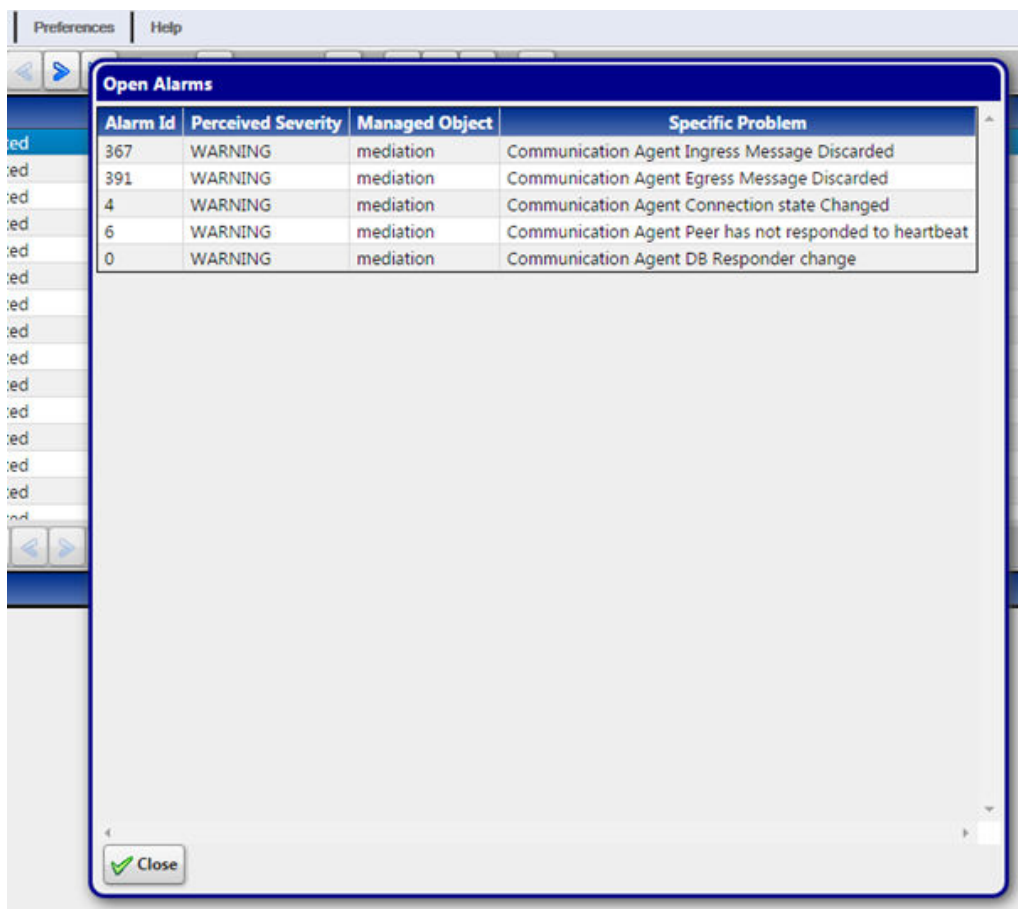 Preferences Help
Open Alarms
Alarm Id Perceived Severity Managed Object Specific Problem
367 WARNING mediation Communication Agent Ingress Message Discarded
391 WARNING mediation Communication Agent Egress Message Discarded
4 WARNING mediation Communication Agent Connection state Changed
6 WARNING mediation Communication Agent Peer has not responded to heartbeat
0 WARNING mediation Communication Agent DB Responder change
Close